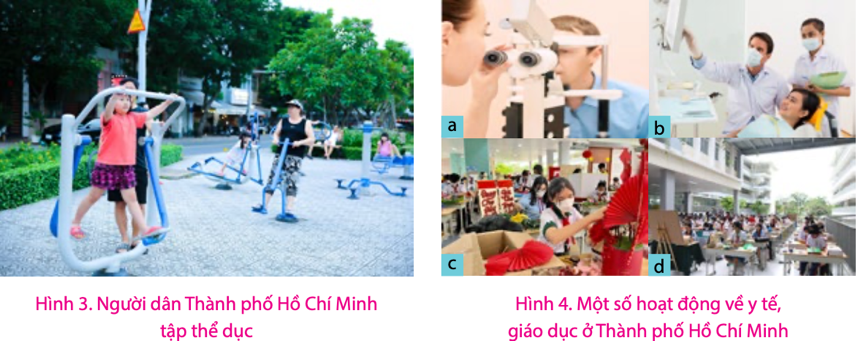 a
b
c
d
Hình 3. Người dân Thành phố Hồ Chí Minh
tập thể dục
Hình 4. Một số hoạt động về y tế,
giáo dục ở Thành phố Hồ Chí Minh